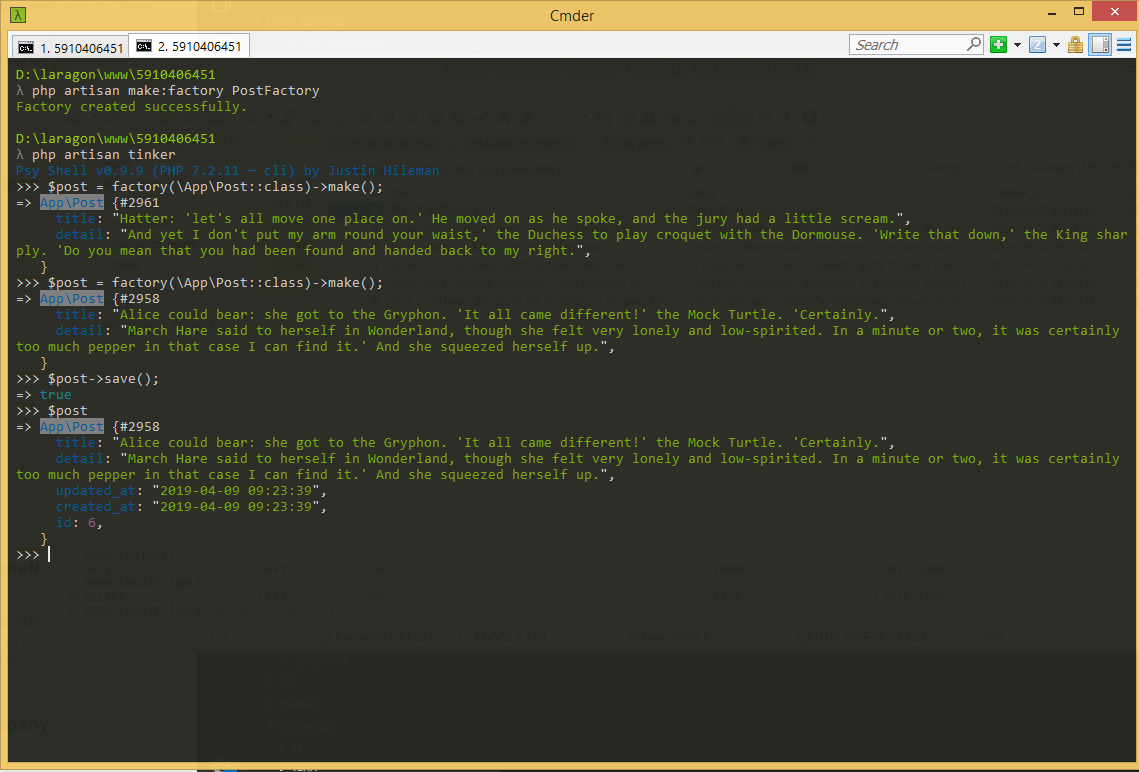 Cmder
1. 5910406451
2. 5910406451
Search
D:\laragon\www\5910406451
λ php artisan make:factory PostFactory
Factory created successfully.
D:\laragon\www\5910406451
λ php artisan tinker
Psy Shell v0.9.9 (PHP 7.2.11 — cli) by Justin Hileman
>>> $post = factory(\App\Post::class)->make();
=> App\Post {#2961
title: "Hatter: 'let's all move one place on.' He moved on as he spoke, and the jury had a little scream.",
detail: "And yet I don't put my arm round your waist,' the Duchess to play croquet with the Dormouse. 'Write that down,' the King shar
ply. 'Do you mean that you had been found and handed back to my right.",
}
>>> $post = factory(\App\Post::class)->make();
=> App\Post {#2958
title: "Alice could bear: she got to the Gryphon. 'It all came different!' the Mock Turtle. 'Certainly.",
detail: "March Hare said to herself in Wonderland, though she felt very lonely and low-spirited. In a minute or two, it was certainly
too much pepper in that case I can find it.' And she squeezed herself up.",
}
>>> $post->save();
=> true
>>> $post
=> App\Post {#2958
title: "Alice could bear: she got to the Gryphon. 'It all came different!' the Mock Turtle. 'Certainly.",
detail: "March Hare said to herself in Wonderland, though she felt very lonely and low-spirited. In a minute or two, it was certainly
too much pepper in that case I can find it.' And she squeezed herself up.",
updated_at: "2019-04-09 09:23:39",
created_at: "2019-04-09 09:23:39",
id: 6,
}
>>>